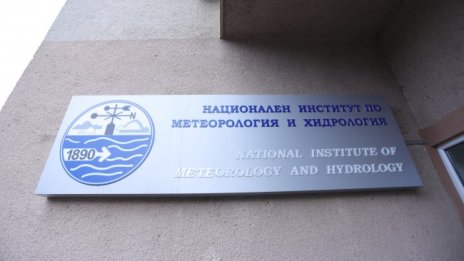 N
1890
НАЦИОНАЛЕН ИНСТИТУТ ПО
МЕТЕОРОЛОГИЯ И ХИДРОЛОГИЯ
NATIONAL INSTITUTE OF
METEOROLOGY AND HYDROLOGY